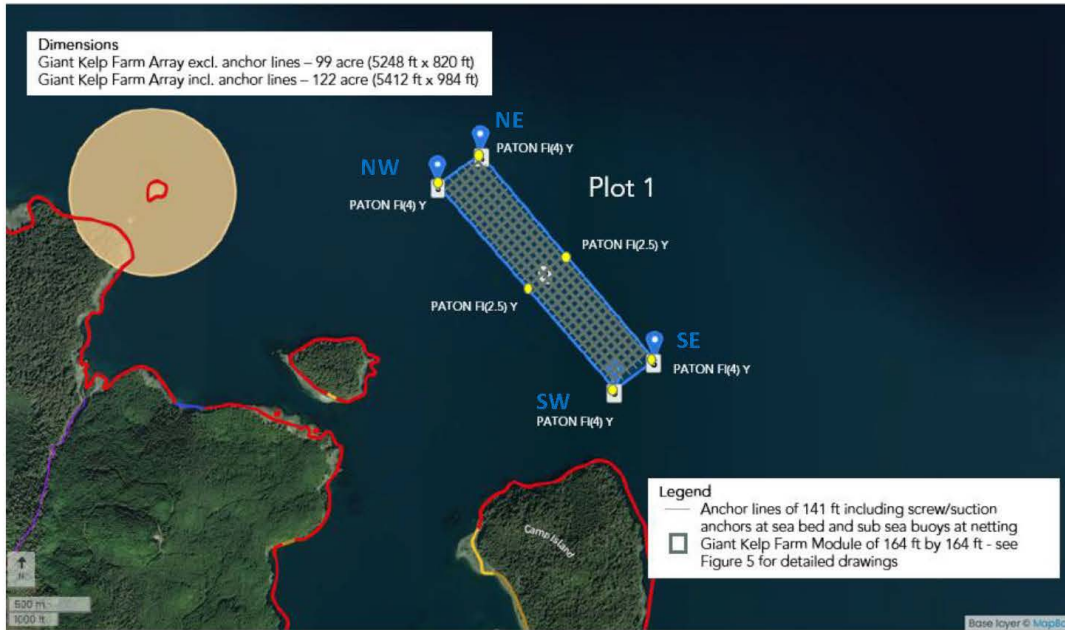 Dimensions
Giant Kelp Farm Array excl. anchor lines – 99 acre (5248 ft x 820 ft)
Giant Kelp Farm Array incl. anchor lines – 122 acre (5412 ft x 984 ft)
NE
PATON Fl(4) Y
NW
PATON Fl(4) Y
Plot 1
PATON Fl(2.5) Y
PATON Fl(2.5) Y
SE
PATON Fl(4) Y
SW
PATON Fl(4) Y
Legend
Anchor lines of 141 ft including screw/suction
anchors at sea bed and sub sea buoys at netting
Giant Kelp Farm Module of 164 ft by 164 ft - see
Figure 5 for detailed drawings
Camp Island
N
500 m
1000 ft
Base layer © MapBo